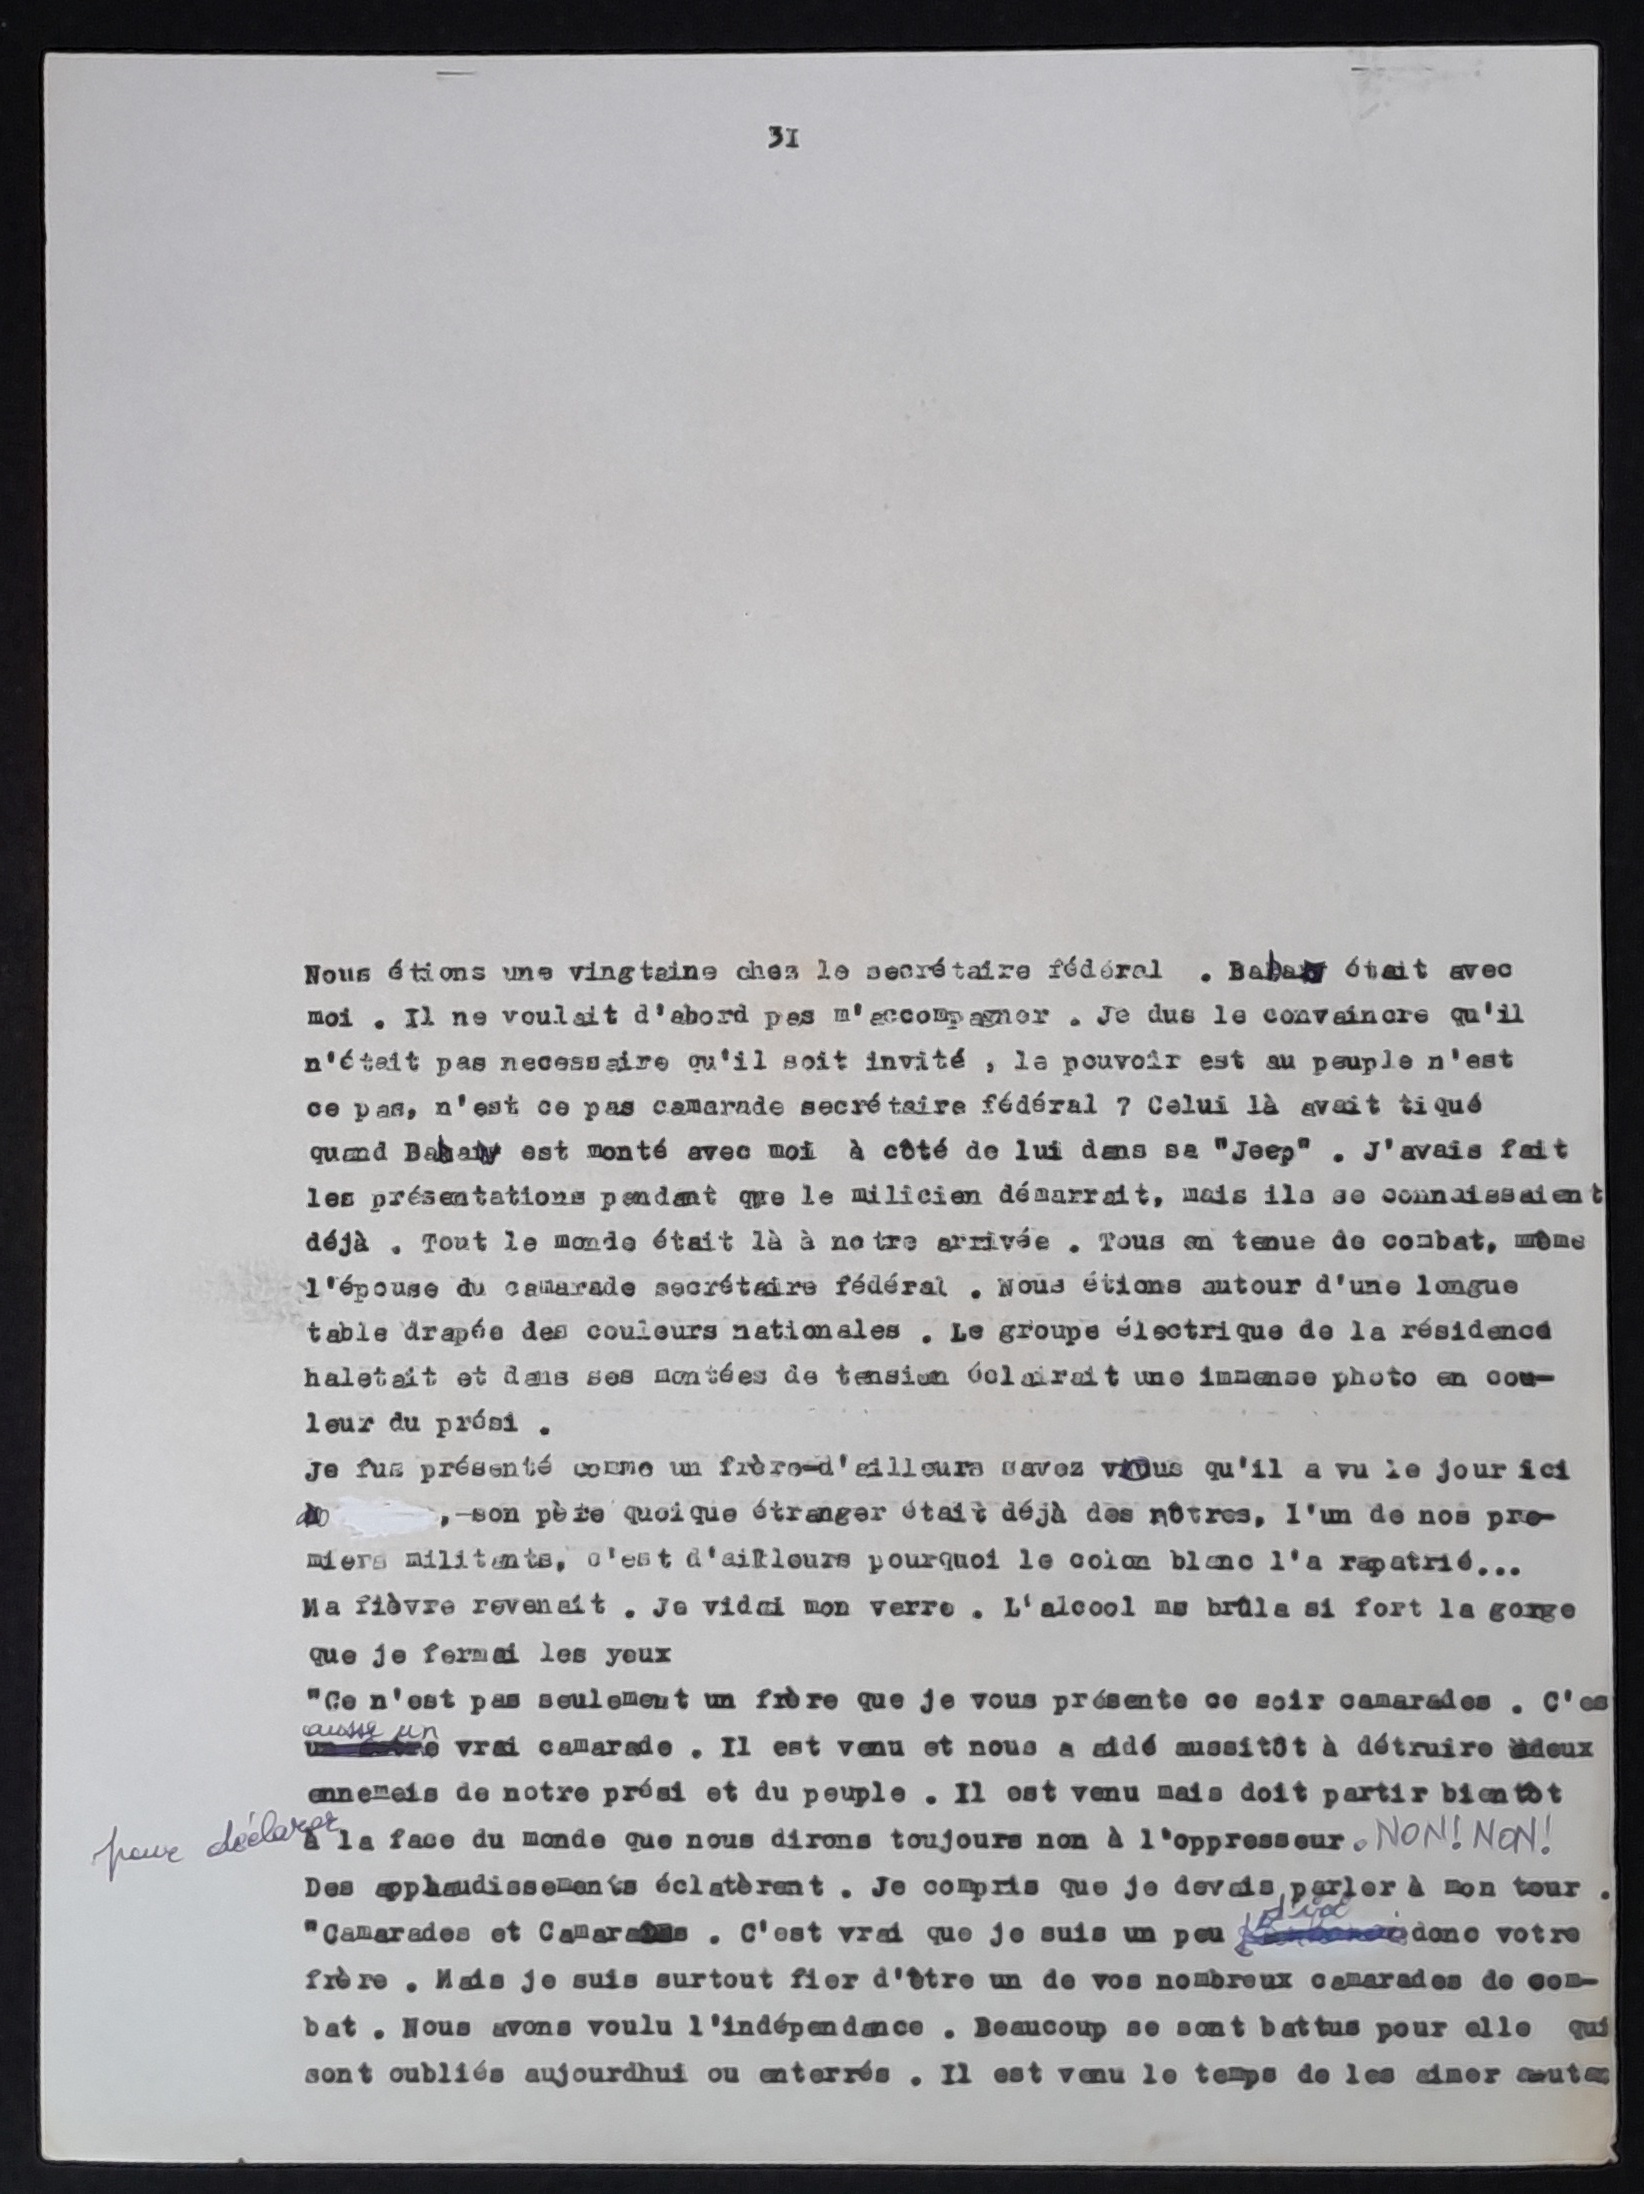 31
Nous étions une vingtaine chez le secrétaire fédéral . Babaw était avec
moi . Il ne voulait d'abord pas m'accompagner . Je dus le convaincre qu'il
n'était pas necessaire qu'il soit invité , le pouvoir est au peuple n'est
ce pas, n'est ce pas camarade secrétaire fédéral ? Celui là avait tiqué
quand est monté avec moi à côté de lui dans sa "Jeep" . J'avais fait
les présentations pendant que le milicien démarrait, mais ils se connaissaient
déjà . Tout le monde était là à notre arrivée . Tous en tenue de combat, même
l'épouse du camarade secrétaire fédéral . Nous étions autour d'une longue
table drapée des couleurs nationales . Le groupe électrique de la résidence
haletait et dans ses montées de tension éclairait une immense photo en cou-
leur du prési .
Je fus présenté comme un frère-d'ailleurs savez vous qu'il a vu le jour ici
,-son père quoique étranger était déjà des nôtres, l'un de nos pre-
miers militants, c'est d'ailleurs pourquoi le colon blanc l'a rapatrié...
Ma fièvre revenait . Je vidai mon verre . L'alcool me brûla si fort la gorge
que je fermai les yeux
"Ce n'est pas seulement un frère que je vous présente ce soir camarades . C'es
aussi un vrai camarade . Il est venu et nous a aidé aussitôt à détruire deux
ennemeis de notre prési et du peuple . Il est venu mais doit partir bientôt
pour déclarer à la face du monde que nous dirons toujours non à l'oppresseur . NON! NON!
Des applaudissements éclatèrent . Je compris que je devais parler à mon tour .
"Camarades et . C'est vrai que je suis un peu d'ici donc votre
frère . Mais je suis surtout fier d'être un de vos nombreux camarades de com-
bat . Nous avons voulu l'indépendance . Beaucoup se sont battus pour elle qui
sont oubliés aujourdhui ou enterrés . Il est venu le temps de les aimer autan